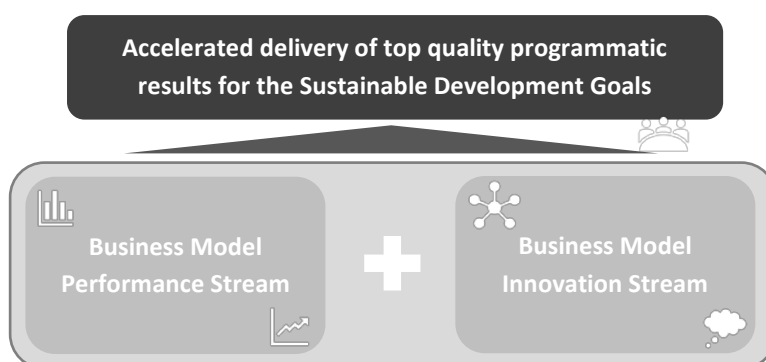 Accelerated delivery of top quality programmatic
results for the Sustainable Development Goals
Business Model
Performance Stream
Business Model
Innovation Stream